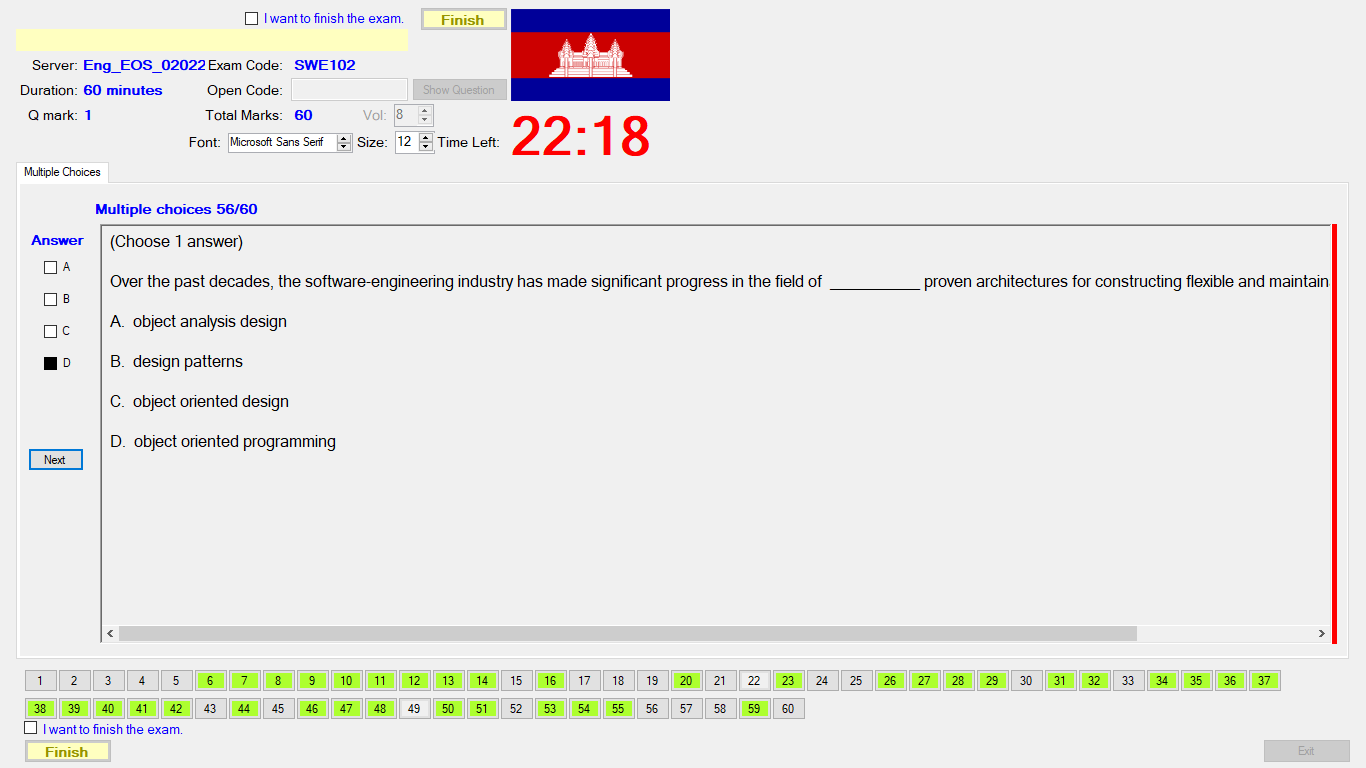 I want to finish the exam. Finish
Server: Eng_EOS_02022 Exam Code: SWE102
Duration: 60 minutes Open Code: Show Question
Q mark: 1 Total Marks: 60 Vol: 8
Font: Microsoft Sans Serif Size: 12 Time Left: 22:18
Multiple Choices
Multiple choices 56/60
Answer
A
B
C
D
Next
(Choose 1 answer)
Over the past decades, the software-engineering industry has made significant progress in the field of ___________ proven architectures for constructing flexible and maintain
A. object analysis design
B. design patterns
C. object oriented design
D. object oriented programming
1 2 3 4 5 6 7 8 9 10 11 12 13 14 15 16 17 18 19 20 21 22 23 24 25 26 27 28 29 30 31 32 33 34 35 36 37
38 39 40 41 42 43 44 45 46 47 48 49 50 51 52 53 54 55 56 57 58 59 60
I want to finish the exam.
Finish Exit